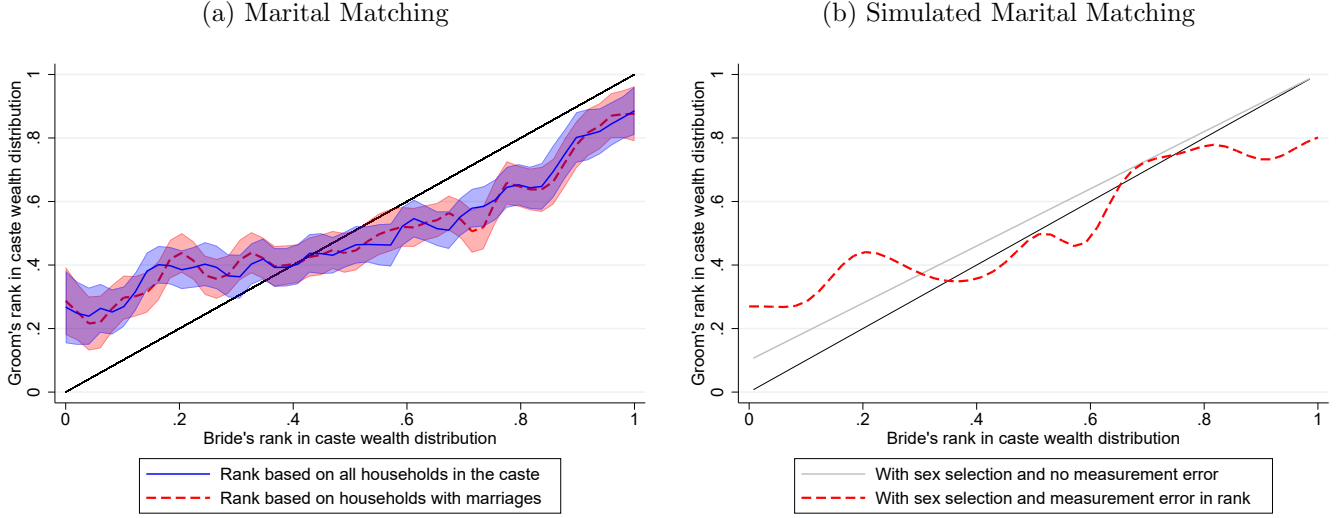 (a) Marital Matching
Groom's rank in caste wealth distribution
1
.8
.6
.4
.2
0
0 .2 .4 .6 .8 1
Bride's rank in caste wealth distribution
Rank based on all households in the caste
Rank based on households with marriages
(b) Simulated Marital Matching
Groom's rank in caste wealth distribution
1
.8
.6
.4
.2
0
0 .2 .4 .6 .8 1
Bride's rank in caste wealth distribution
With sex selection and no measurement error
With sex selection and measurement error in rank